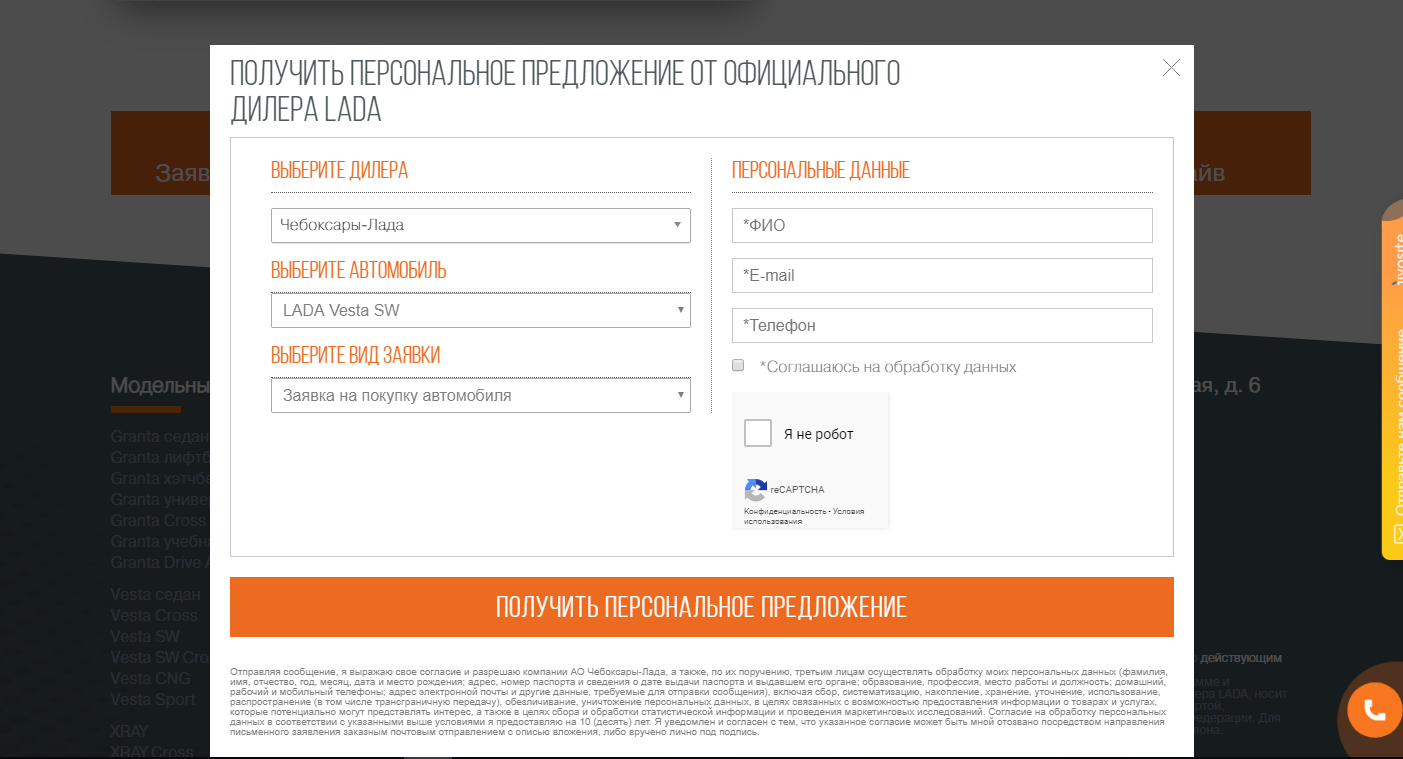 ПОЛУЧИТЬ ПЕРСОНАЛЬНОЕ ПРЕДЛОЖЕНИЕ ОТ ОФИЦИАЛЬНОГО
ДИЛЕРА LADA
ВЫБЕРИТЕ ДИЛЕРА
Чебоксары-Лада
ВЫБЕРИТЕ АВТОМОБИЛЬ
LADA Vesta SW
ВЫБЕРИТЕ ВИД ЗАЯВКИ
Заявка на покупку автомобиля
ПЕРСОНАЛЬНЫЕ ДАННЫЕ
*ФИО
*E-mail
*Телефон
*Соглашаюсь на обработку данных
Я не робот
reCAPTCHA
Конфиденциальность - Условия
использования
ПОЛУЧИТЬ ПЕРСОНАЛЬНОЕ ПРЕДЛОЖЕНИЕ
Отправляя сообщение, я выражаю свое согласие и разрешаю компании АО Чебоксары-Лада, а также, по их поручению, третьим лицам осуществлять обработку моих персональных данных (фамилия,
имя, отчество, год, месяц, дата и место рождения; адрес, номер паспорта и сведения о дате выдачи паспорта и выдавшем его органе; образование, профессия, место работы и должность; домашний,
рабочий и мобильный телефоны; адрес электронной почты и другие данные, требуемые для отправки сообщения), включая сбор, систематизацию, накопление, хранение, уточнение, использование,
распространение (в том числе трансграничную передачу), обезличивание, уничтожение персональных данных, в целях связанных с возможностью предоставления информации о товарах и услугах,
которые потенциально могут представлять интерес, а также в целях сбора и обработки статистической информации и проведения маркетинговых исследований. Согласие на обработку персональных
данных в соответствии с указанными выше условиями я предоставляю на 10 (десять) лет. Я уведомлен и согласен с тем, что указанное согласие может быть мной отозвано посредством направления
письменного заявления заказным почтовым отправлением с описью вложения, либо вручено лично под подпись.
Заяв
йв
Модельны
Granta седан
Granta лифтб
Granta хэтчбе
Granta универ
Granta Cross
Granta учебна
Granta Drive A
Vesta седан
Vesta Cross
Vesta SW
Vesta SW Cro
Vesta CNG
Vesta Sport
XRAY
XRAY Cross
ая, д. 6
действующим
мме и
ера LADA, носит
ртой,
едерации. Для
лона.
jivosite
Отправьте нам сообщение